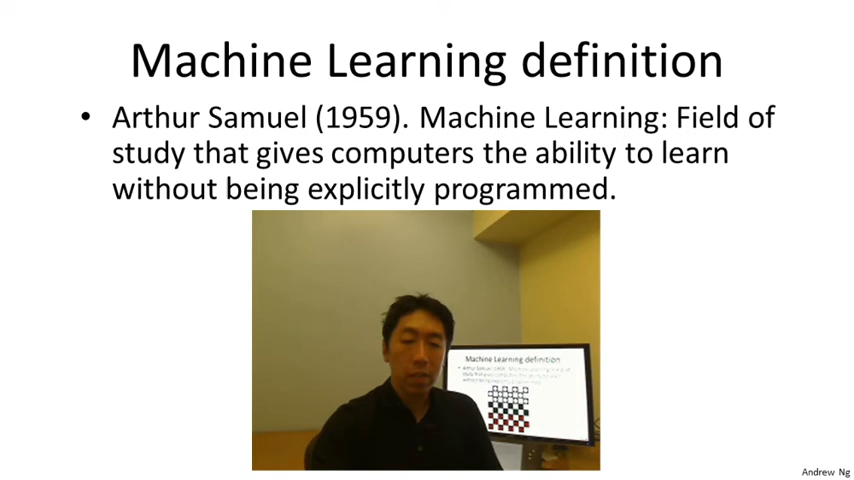 Machine Learning definition
• Arthur Samuel (1959). Machine Learning: Field of
study that gives computers the ability to learn
without being explicitly programmed.
Machine Learning definition
Andrew Ng